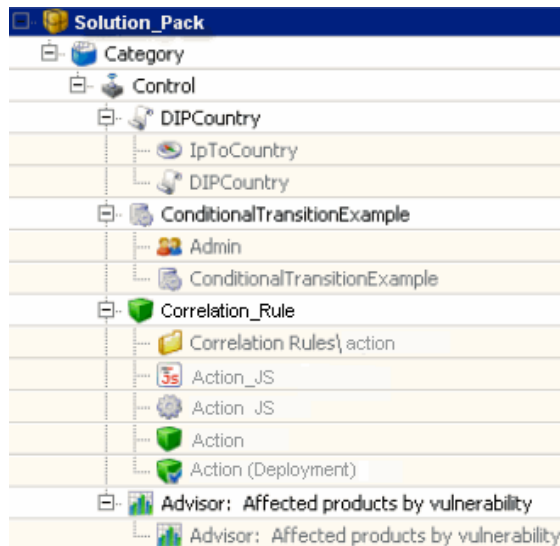 Solution_Pack
Category
Control
DIPCountry
IpToCountry
DIPCountry
ConditionalTransitionExample
Admin
ConditionalTransitionExample
Correlation_Rule
Correlation Rules\ action
JS Action_JS
Action JS
Action
Action (Deployment)
Advisor: Affected products by vulnerability
Advisor: Affected products by vulnerability